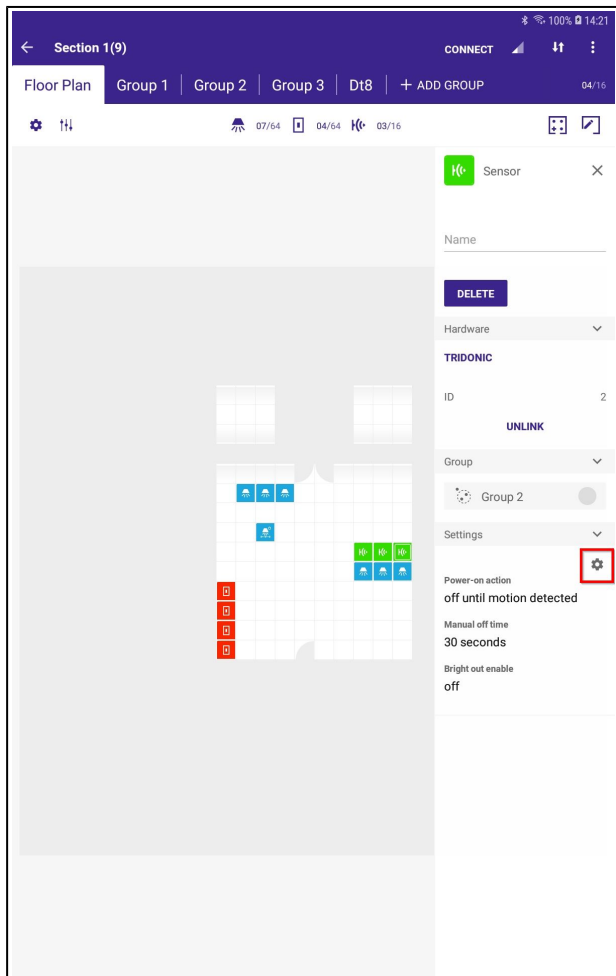 100% 14:21
Section 1(9)
CONNECT
Floor Plan
Group 1
Group 2
Group 3
Dt8
+ ADD GROUP
04/16
07/64
04/64
03/16
Sensor
Name
DELETE
Hardware
TRIDONIC
ID 2
UNLINK
Group
Group 2
Settings
Power-on action
off until motion detected
Manual off time
30 seconds
Bright out enable
off